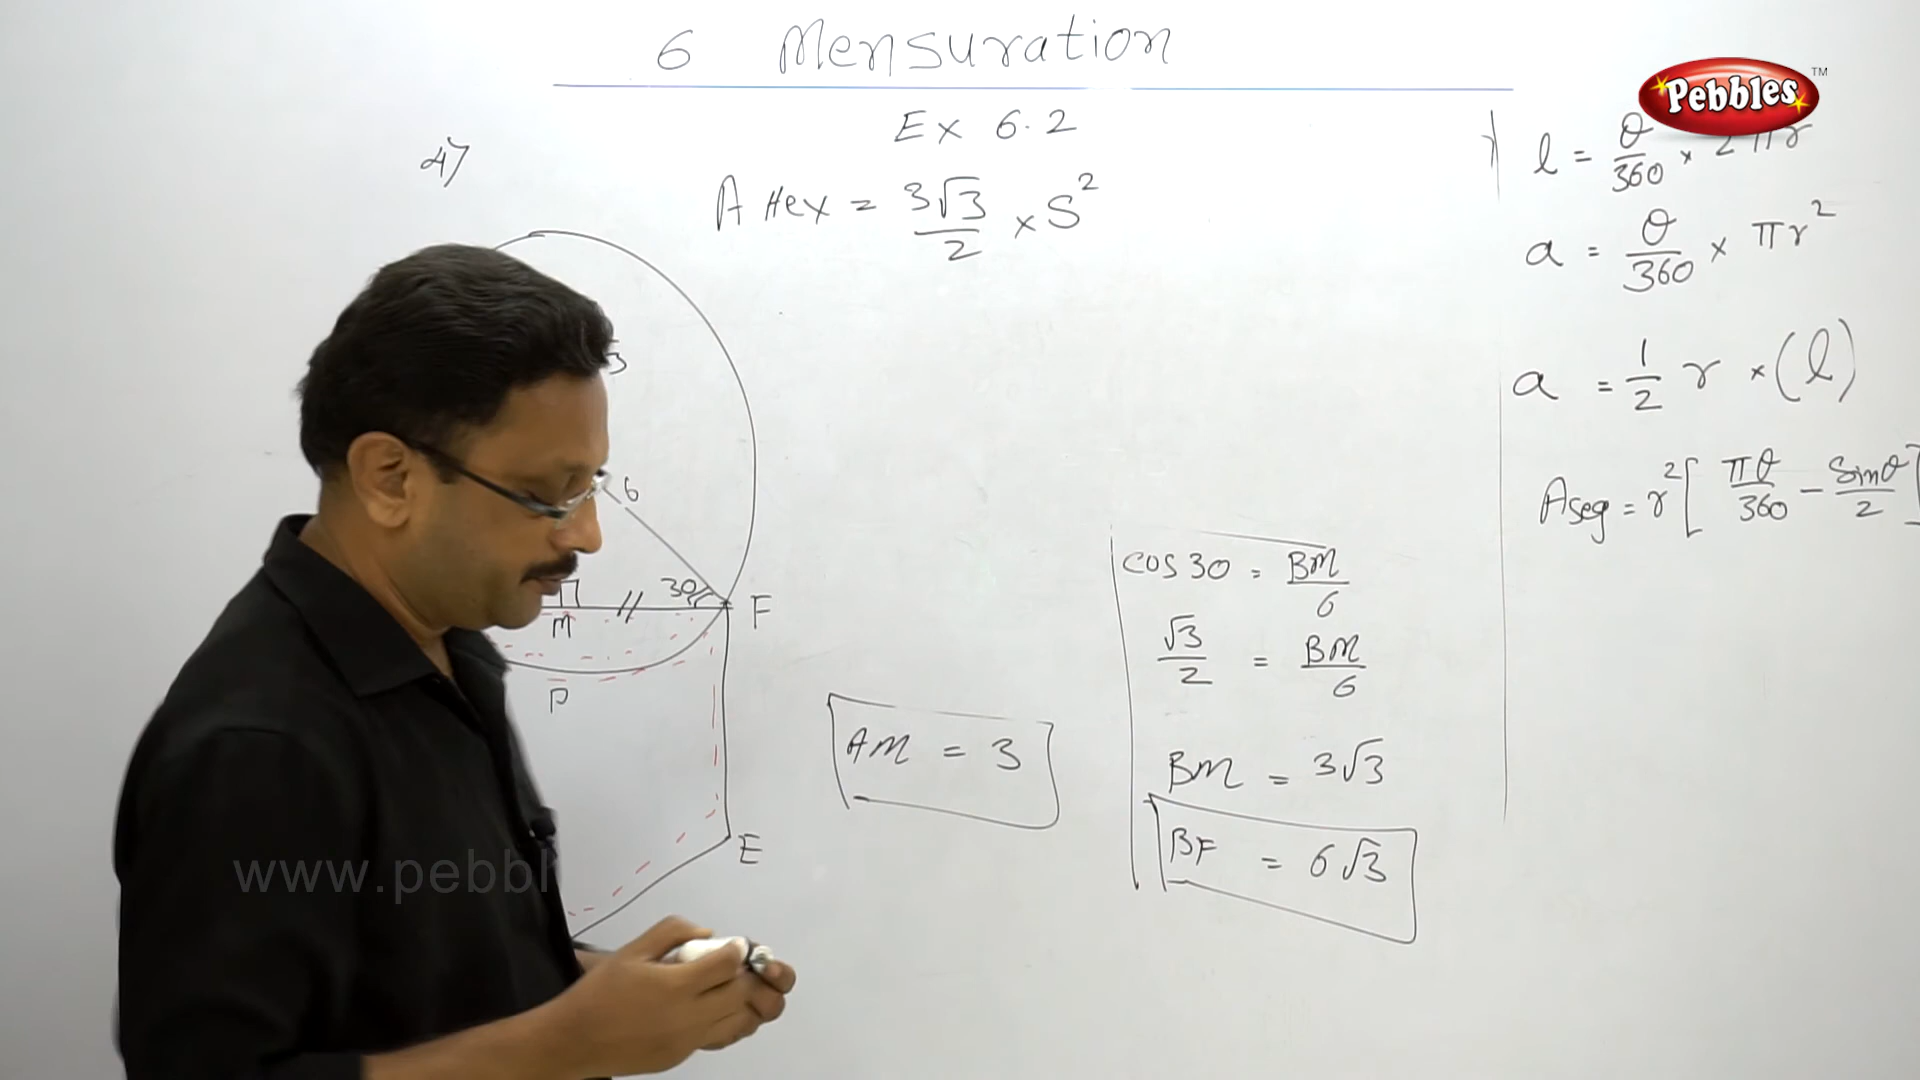 6 Mensuration
Pebbles TM
Ex 6.2
4)
A Hex = 3√3/2 × S²
6
30
M
F
P
E
AM = 3
cos 30 = BM/6
√3/2 = BM/6
BM = 3√3
BF = 6√3
l = θ/360 × 2πr
a = θ/360 × πr²
a = 1/2 r × (l)
Aseg = r² [πθ/360 − Sinθ/2]
www.pebbl